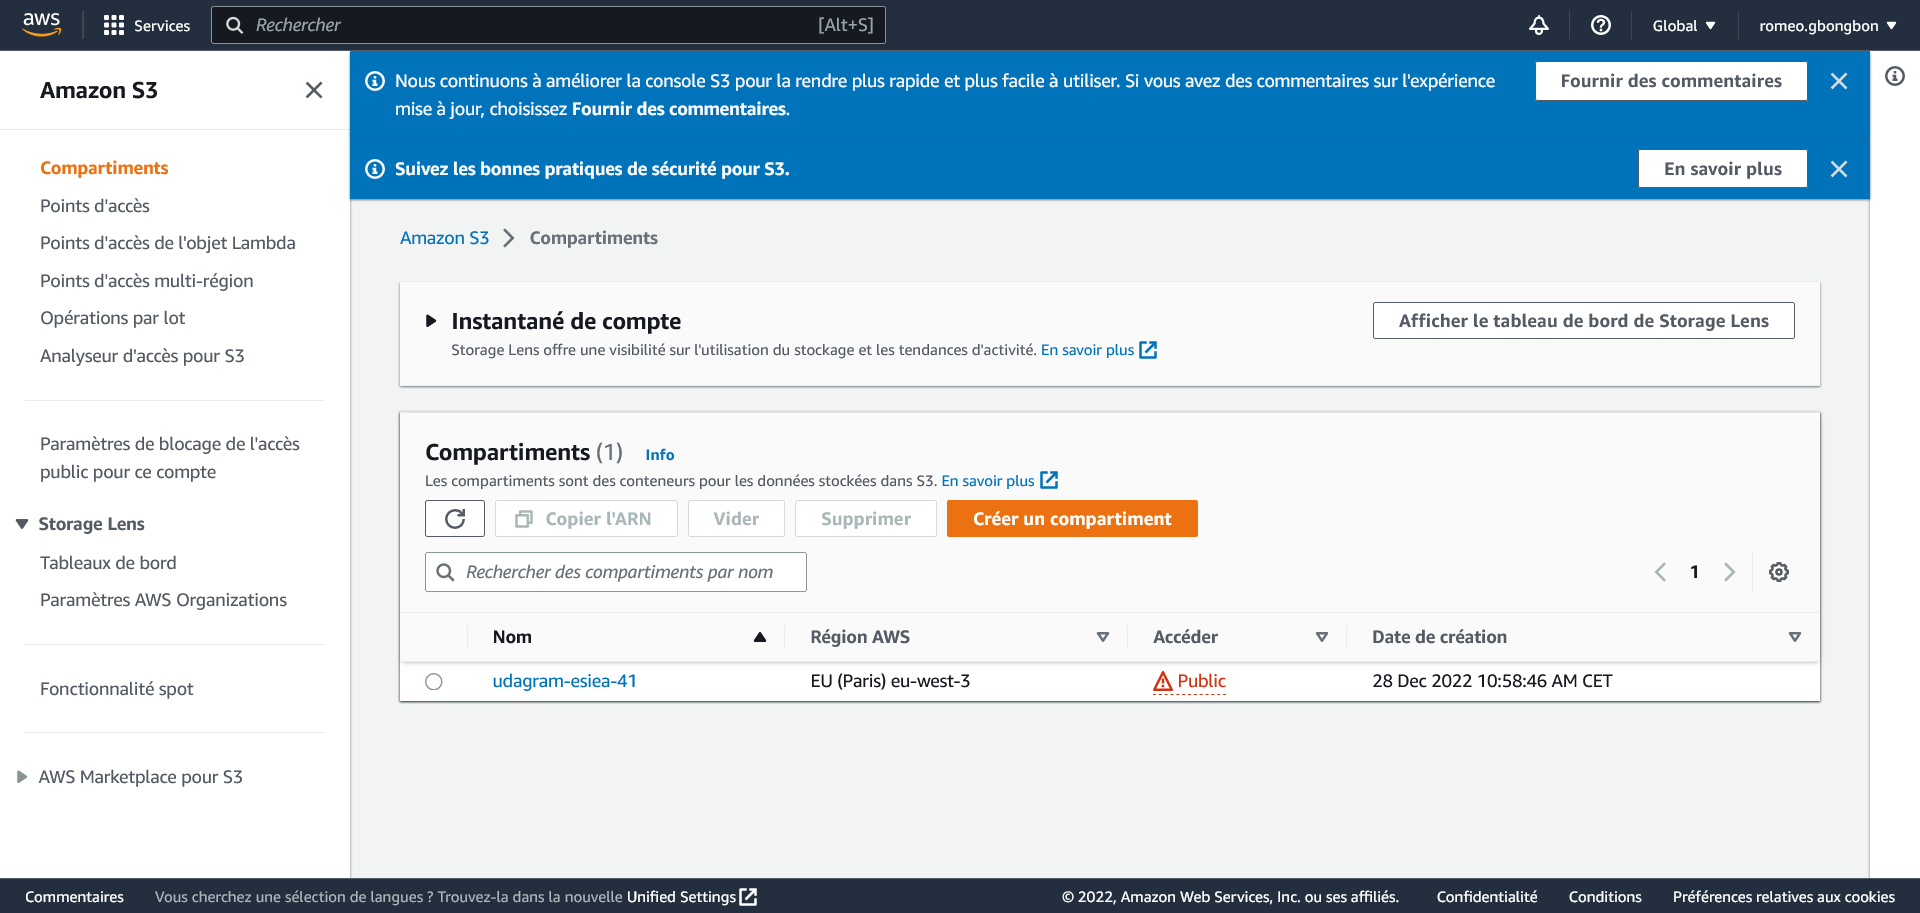 aws
Services
Rechercher
[Alt+S]
Global
romeo.gbongbon
Amazon S3
Compartiments
Points d'accès
Points d'accès de l'objet Lambda
Points d'accès multi-région
Opérations par lot
Analyseur d'accès pour S3
Paramètres de blocage de l'accès
public pour ce compte
Storage Lens
Tableaux de bord
Paramètres AWS Organizations
Fonctionnalité spot
AWS Marketplace pour S3
Nous continuons à améliorer la console S3 pour la rendre plus rapide et plus facile à utiliser. Si vous avez des commentaires sur l'expérience
mise à jour, choisissez Fournir des commentaires.
Fournir des commentaires
Suivez les bonnes pratiques de sécurité pour S3.
En savoir plus
Amazon S3
Compartiments
Instantané de compte
Storage Lens offre une visibilité sur l'utilisation du stockage et les tendances d'activité. En savoir plus
Afficher le tableau de bord de Storage Lens
Compartiments (1)
Info
Les compartiments sont des conteneurs pour les données stockées dans S3. En savoir plus
Copier l'ARN
Vider
Supprimer
Créer un compartiment
Rechercher des compartiments par nom
1
Nom
Région AWS
Accéder
Date de création
udagram-esiea-41
EU (Paris) eu-west-3
Public
28 Dec 2022 10:58:46 AM CET
Commentaires
Vous cherchez une sélection de langues ? Trouvez-la dans la nouvelle Unified Settings
© 2022, Amazon Web Services, Inc. ou ses affiliés.
Confidentialité
Conditions
Préférences relatives aux cookies